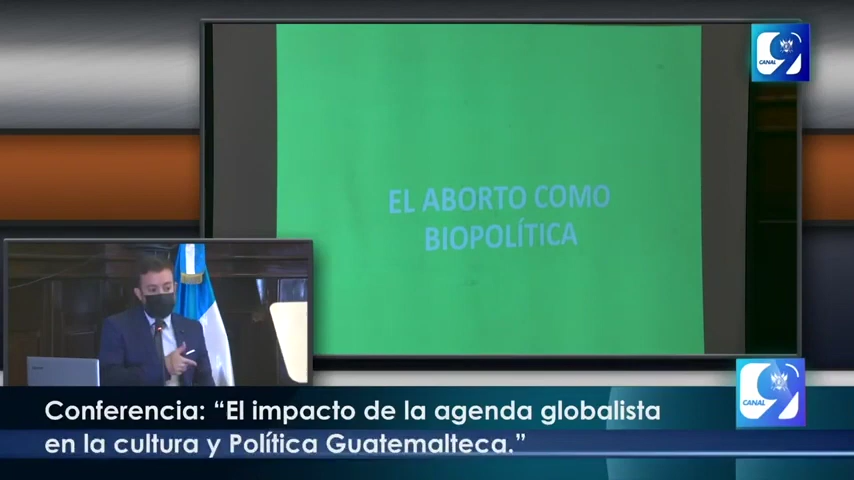 CANAL
EL ABORTO COMO
BIOPOLÍTICA
CANAL
Conferencia: “El impacto de la agenda globalista
en la cultura y Política Guatemalteca.”